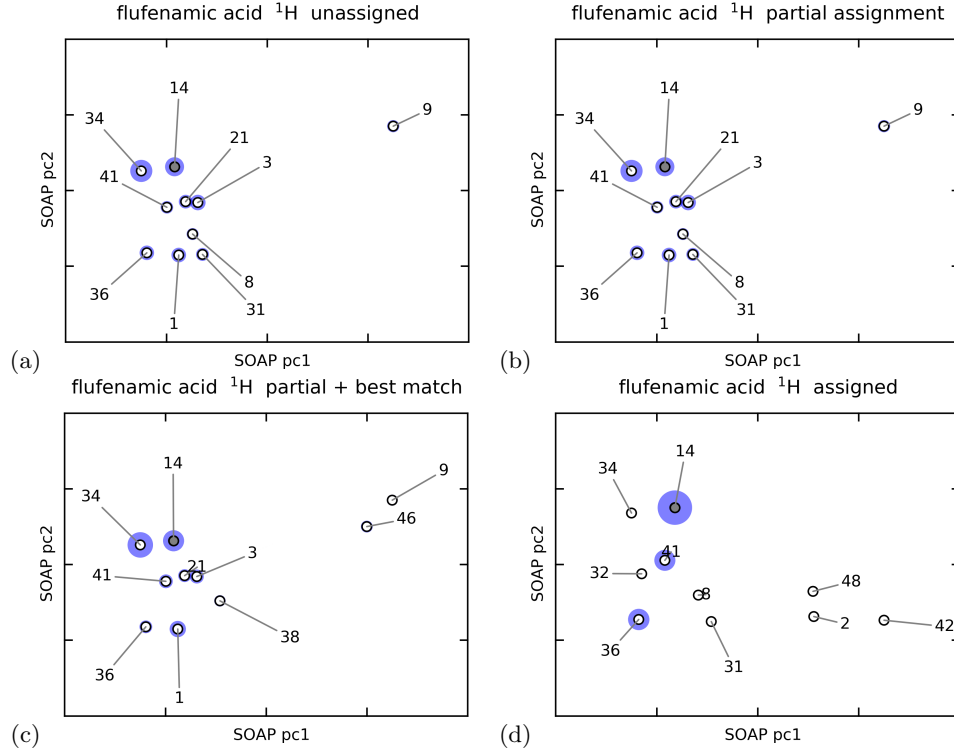 flufenamic acid ¹H unassigned
14
9
34
21
3
41
SOAP pc2
8
36
31
1
SOAP pc1
(a)
flufenamic acid ¹H partial assignment
14
9
34
21
3
41
SOAP pc2
8
36
31
1
SOAP pc1
(b)
flufenamic acid ¹H partial + best match
14
9
34
46
3
21
41
SOAP pc2
38
36
1
SOAP pc1
(c)
flufenamic acid ¹H assigned
14
34
41
32
48
8
SOAP pc2
2
42
36
31
SOAP pc1
(d)